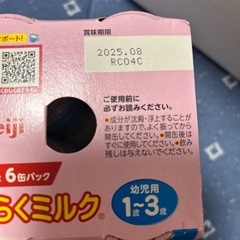 ポート!
賞味期限
2025.08
RC04C
ご使用前に
必ずお読みください。
•成分が沈殿・浮上すること
がありますので、よく振ってから
開缶してください。•開缶後は
すぐに使用してください。•飲み
残しは与えないでください。
eiji
6缶パック
らくミルク®
幼児用
1歳~3歳